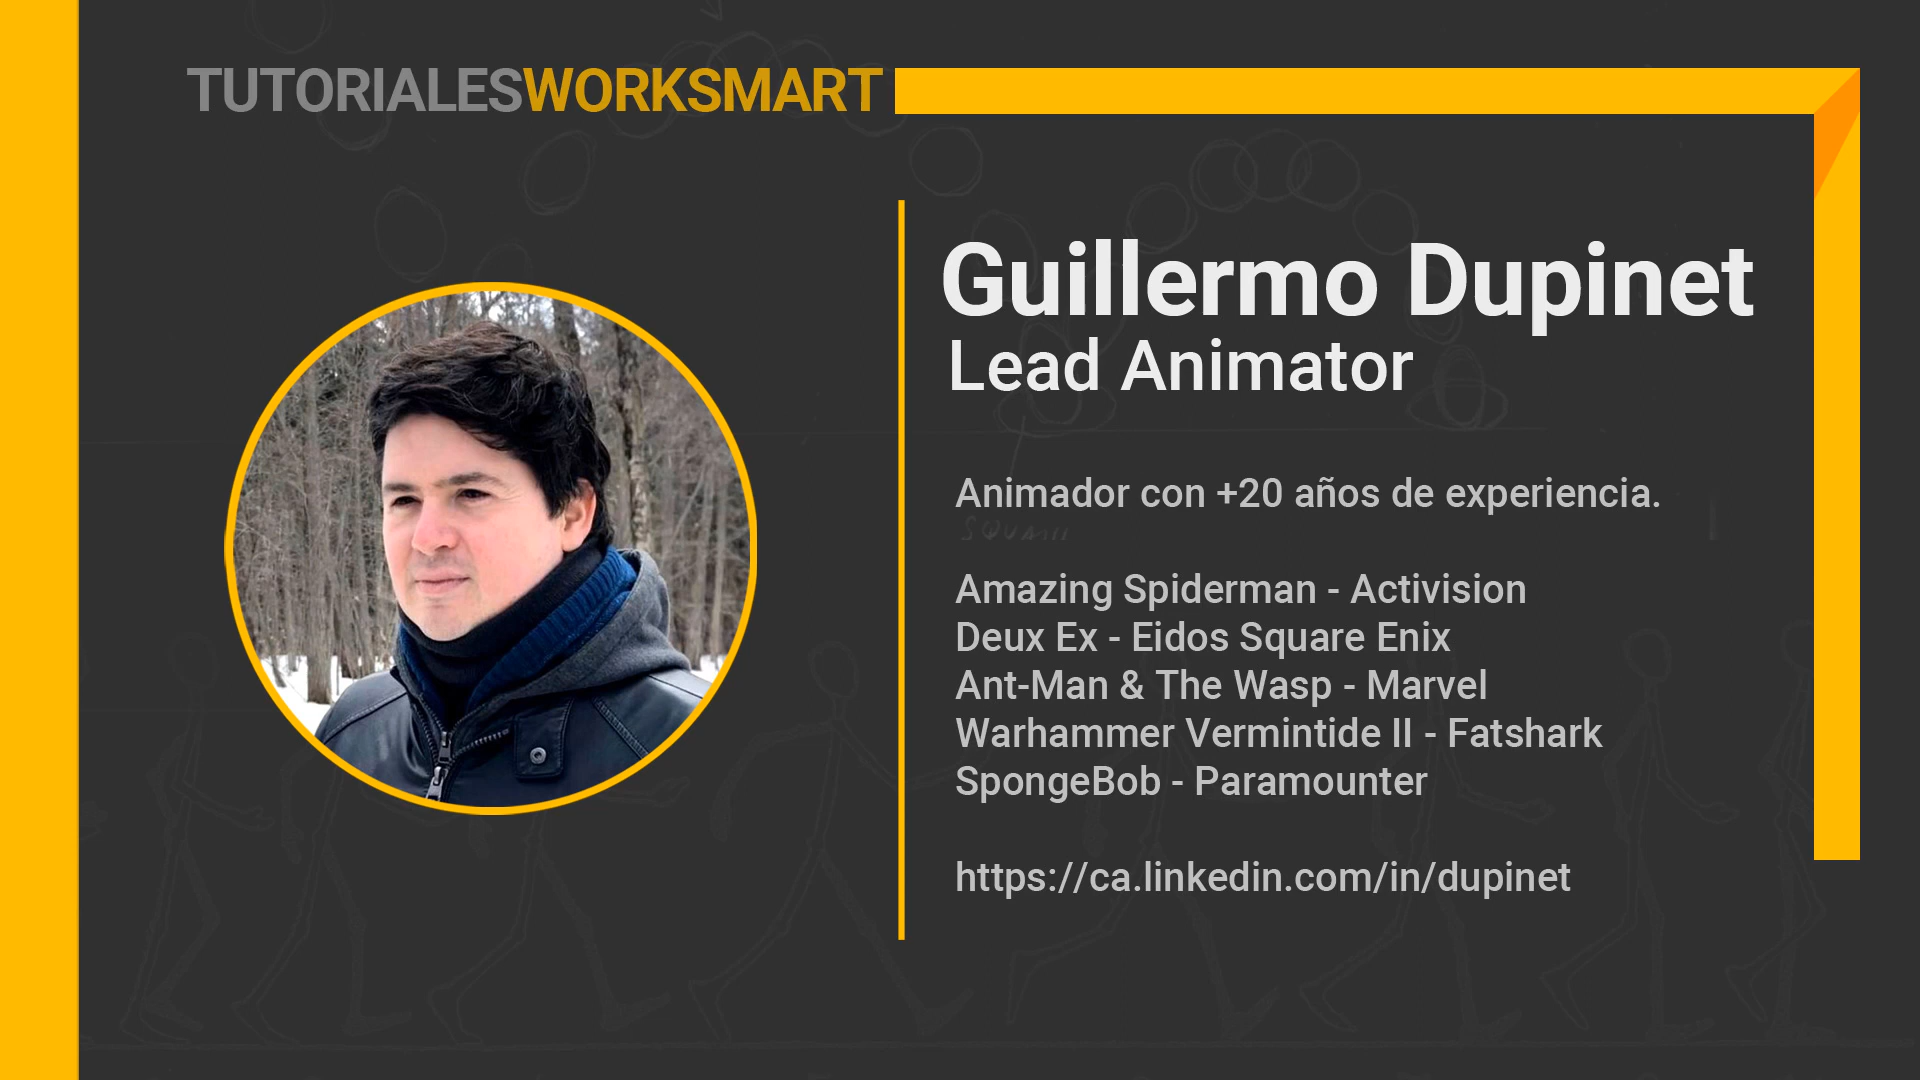 TUTORIALESWORKSMART
Guillermo Dupinet
Lead Animator
Animador con +20 años de experiencia.
Amazing Spiderman - Activision
Deux Ex - Eidos Square Enix
Ant-Man & The Wasp - Marvel
Warhammer Vermintide II - Fatshark
SpongeBob - Paramounter
https://ca.linkedin.com/in/dupinet